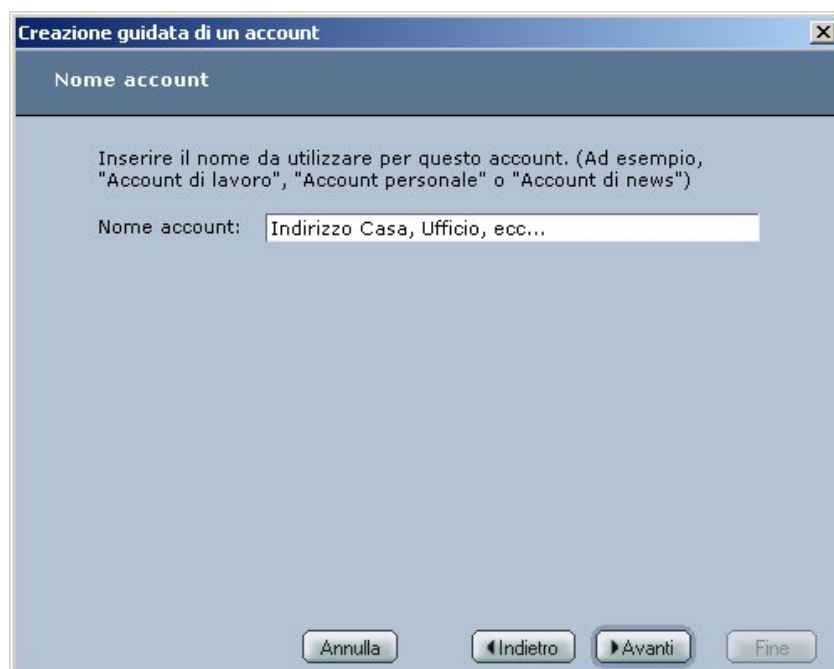 Creazione guidata di un account
Nome account
Inserire il nome da utilizzare per questo account. (Ad esempio,
"Account di lavoro", "Account personale" o "Account di news")
Nome account: Indirizzo Casa, Ufficio, ecc...
Annulla Indietro Avanti Fine